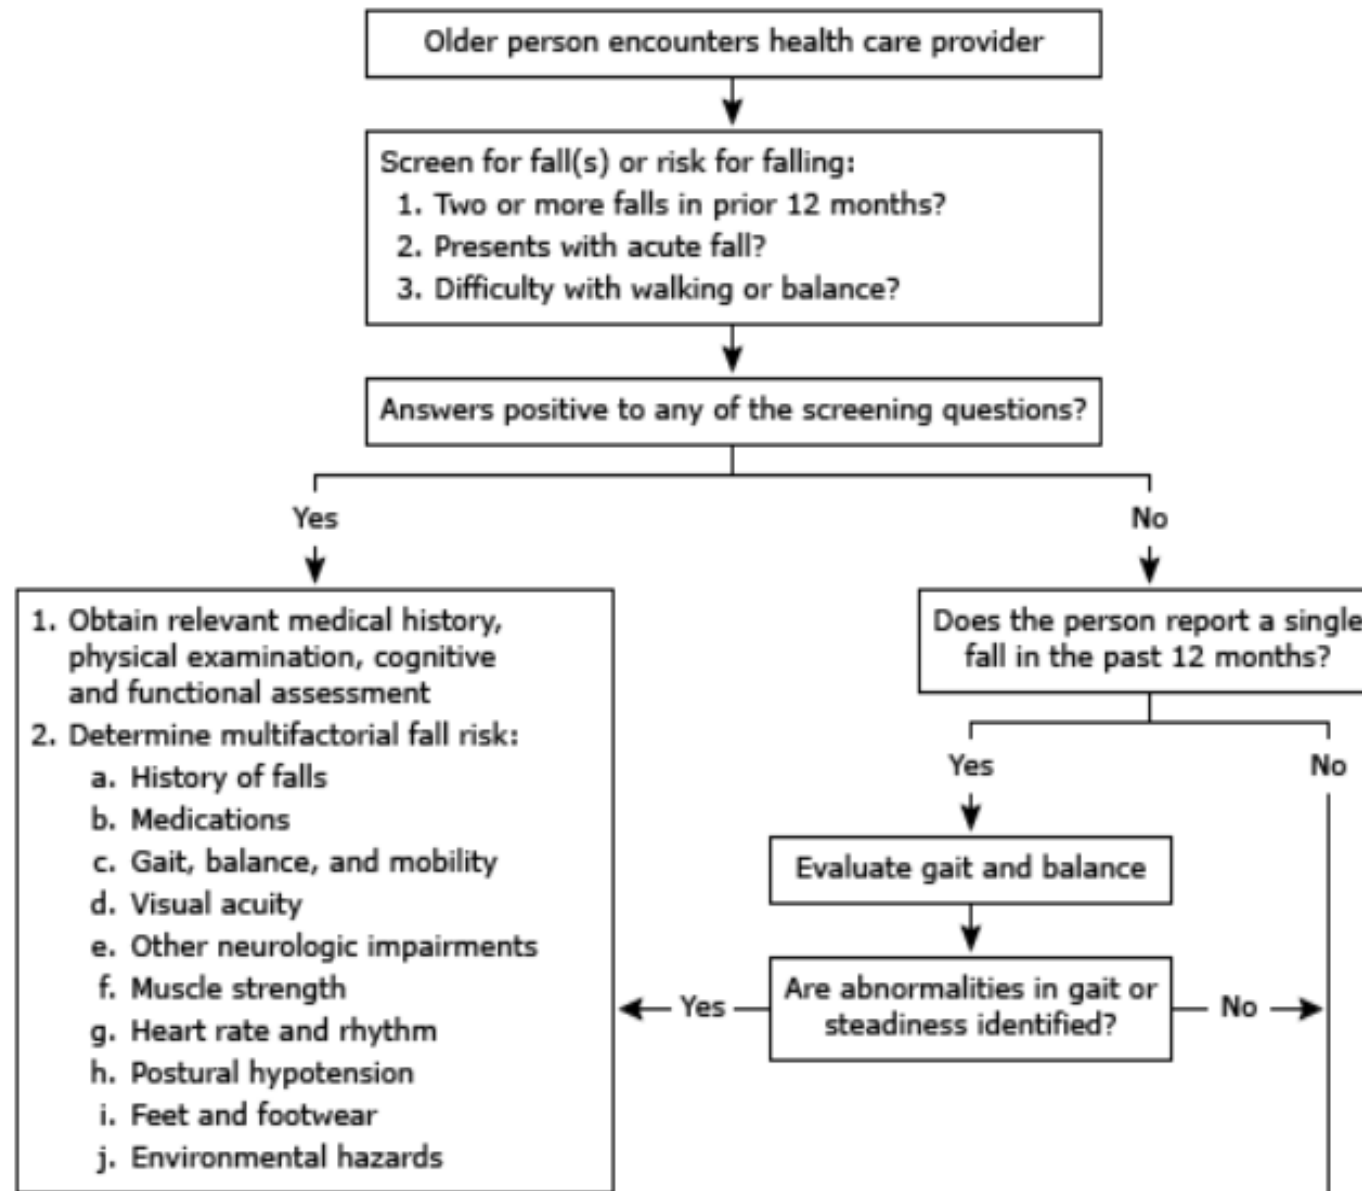 Older person encounters health care provider
Screen for fall(s) or risk for falling:
1. Two or more falls in prior 12 months?
2. Presents with acute fall?
3. Difficulty with walking or balance?
Answers positive to any of the screening questions?
Yes
No
1. Obtain relevant medical history,
physical examination, cognitive
and functional assessment
2. Determine multifactorial fall risk:
a. History of falls
b. Medications
c. Gait, balance, and mobility
d. Visual acuity
e. Other neurologic impairments
f. Muscle strength
g. Heart rate and rhythm
h. Postural hypotension
i. Feet and footwear
j. Environmental hazards
Does the person report a single
fall in the past 12 months?
Yes
No
Evaluate gait and balance
Are abnormalities in gait or
steadiness identified?
Yes
No